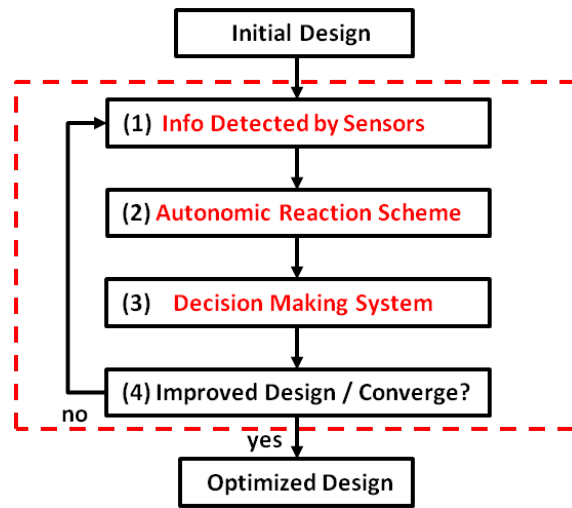 Initial Design
(1) Info Detected by Sensors
(2) Autonomic Reaction Scheme
(3) Decision Making System
(4) Improved Design / Converge?
no
yes
Optimized Design